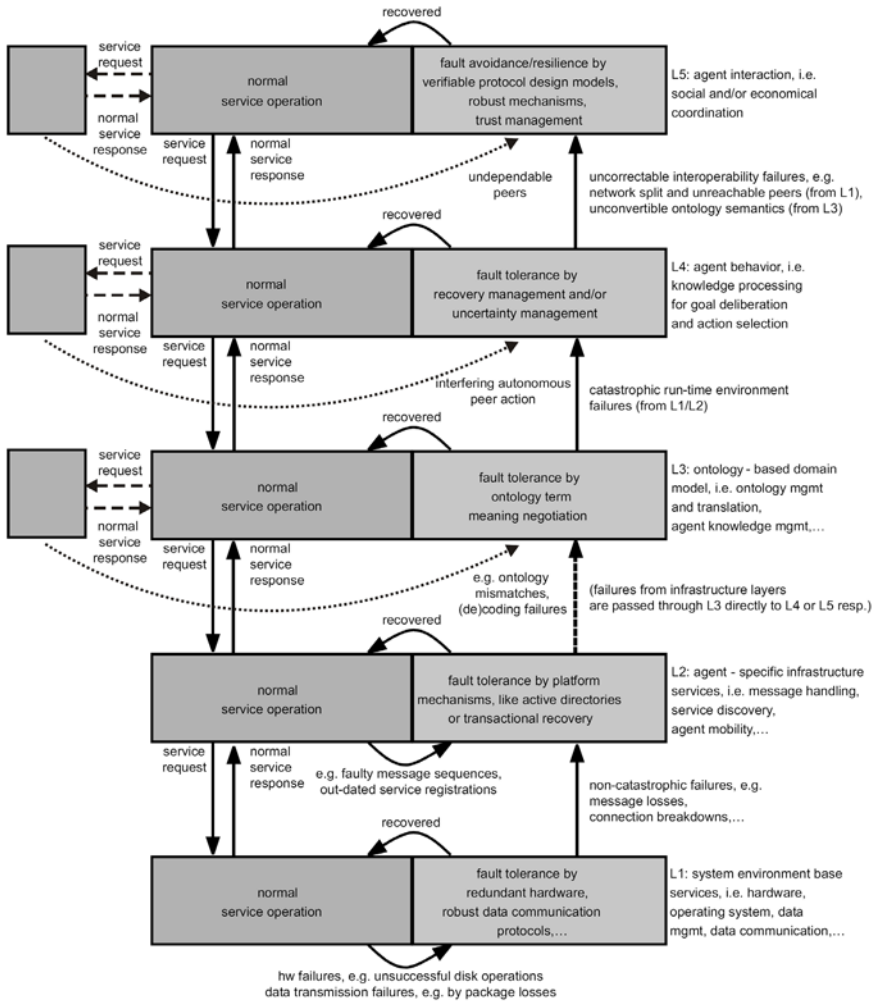 recovered
service
request
normal
service
response
normal
service operation
fault avoidance/resilience by
verifiable protocol design models,
robust mechanisms,
trust management
L5: agent interaction, i.e.
social and/or economical
coordination
service
request
normal
service
response
undependable
peers
uncorrectable interoperability failures, e.g.
network split and unreachable peers (from L1),
unconvertible ontology semantics (from L3)
recovered
service
request
normal
service
response
normal
service operation
fault tolerance by
recovery management and/or
uncertainty management
L4: agent behavior, i.e.
knowledge processing
for goal deliberation
and action selection
service
request
normal
service
response
interfering autonomous
peer action
catastrophic run-time environment
failures (from L1/L2)
recovered
service
request
normal
service
response
normal
service operation
fault tolerance by
ontology term
meaning negotiation
L3: ontology - based domain
model, i.e. ontology mgmt
and translation,
agent knowledge mgmt,...
service
request
normal
service
response
e.g. ontology
mismatches,
(de)coding failures
(failures from infrastructure layers
are passed through L3 directly to L4 or L5 resp.)
recovered
normal
service operation
fault tolerance by platform
mechanisms, like active directories
or transactional recovery
L2: agent - specific infrastructure
services, i.e. message handling,
service discovery,
agent mobility,...
service
request
normal
service
response
e.g. faulty message sequences,
out-dated service registrations
non-catastrophic failures, e.g.
message losses,
connection breakdowns,...
recovered
normal
service operation
fault tolerance by
redundant hardware,
robust data communication
protocols,...
L1: system environment base
services, i.e. hardware,
operating system, data
mgmt, data communication,...
hw failures, e.g. unsuccessful disk operations
data transmission failures, e.g. by package losses